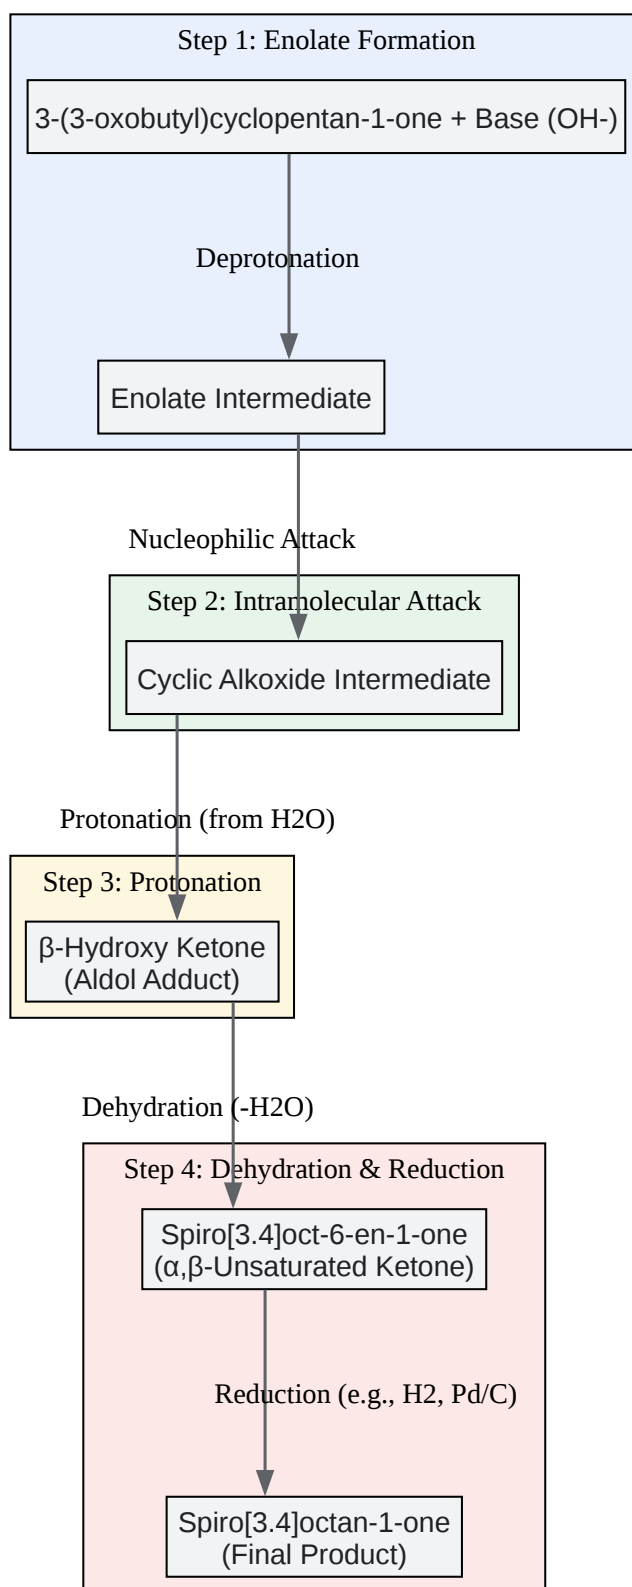 Step 1: Enolate Formation
3-(3-oxobutyl)cyclopentan-1-one + Base (OH-)
Deprotonation
Enolate Intermediate
Nucleophilic Attack
Step 2: Intramolecular Attack
Cyclic Alkoxide Intermediate
Protonation (from H2O)
Step 3: Protonation
β-Hydroxy Ketone
(Aldol Adduct)
Dehydration (-H2O)
Step 4: Dehydration & Reduction
Spiro[3.4]oct-6-en-1-one
(α,β-Unsaturated Ketone)
Reduction (e.g., H2, Pd/C)
Spiro[3.4]octan-1-one
(Final Product)